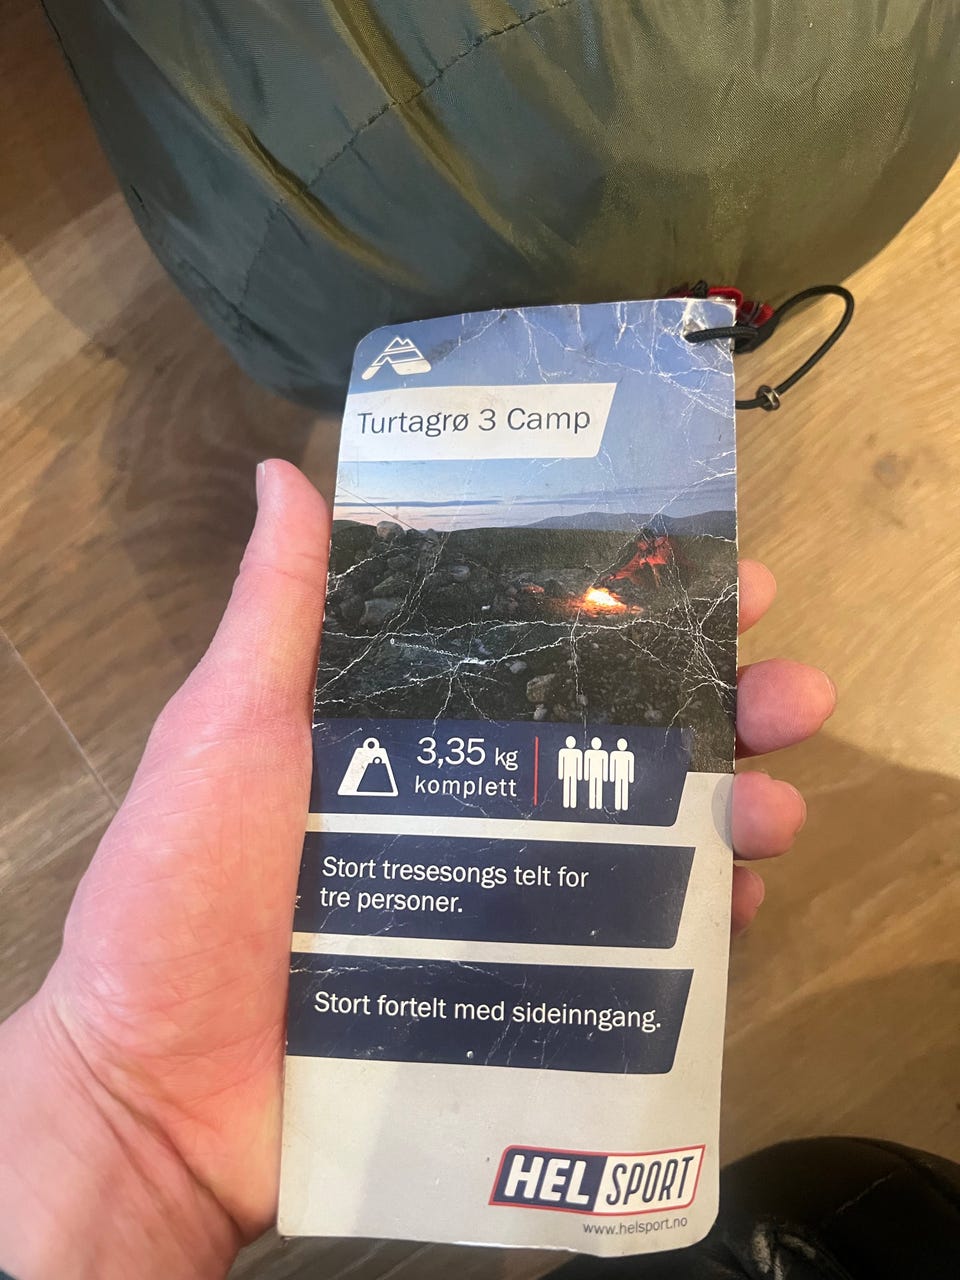 Turtagrø 3 Camp
3,35 kg
komplett
Stort tresesongs telt for
tre personer.
Stort fortelt med sideinngang.
HELSPORT
www.helsport.no